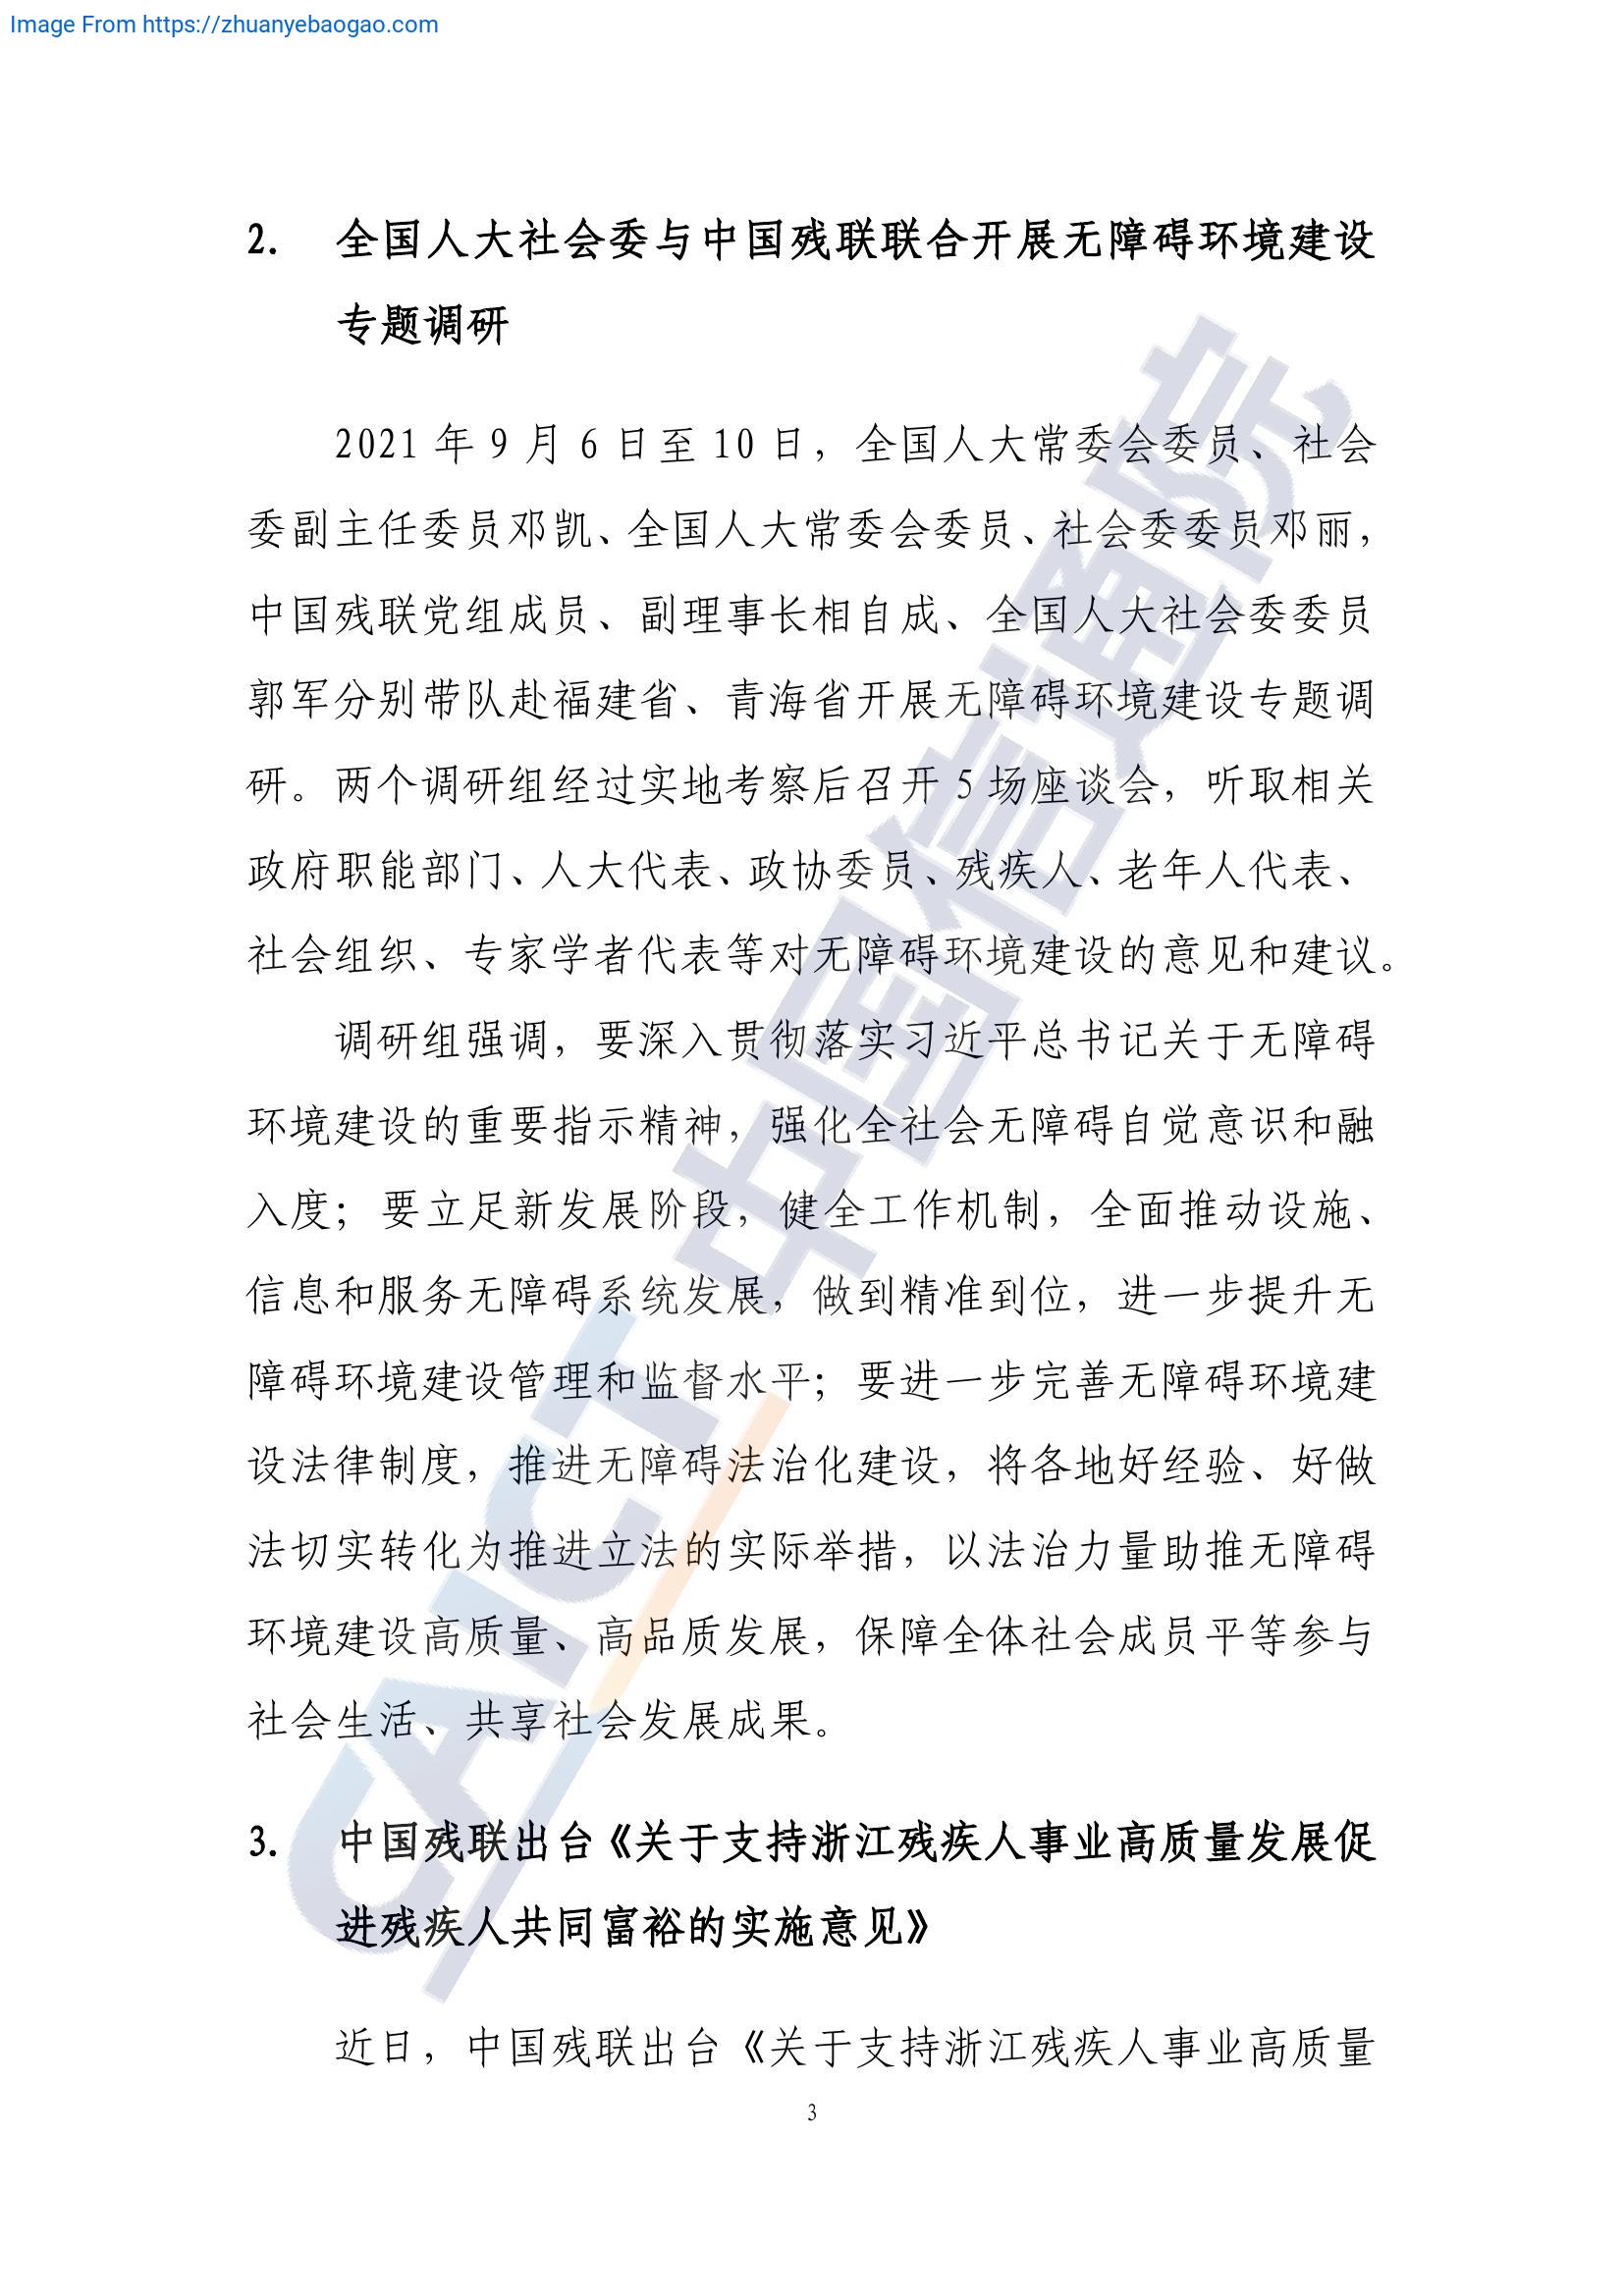 Image From https://zhuanyebaogao.com
2. 全国人大社会委与中国残联联合开展无障碍环境建设
专题调研
2021 年 9 月 6 日至 10 日，全国人大常委会委员、社会
委副主任委员邓凯、全国人大常委会委员、社会委委员邓丽，
中国残联党组成员、副理事长相自成、全国人大社会委委员
郭军分别带队赴福建省、青海省开展无障碍环境建设专题调
研。两个调研组经过实地考察后召开 5 场座谈会，听取相关
政府职能部门、人大代表、政协委员、残疾人、老年人代表、
社会组织、专家学者代表等对无障碍环境建设的意见和建议。
调研组强调，要深入贯彻落实习近平总书记关于无障碍
环境建设的重要指示精神，强化全社会无障碍自觉意识和融
入度；要立足新发展阶段，健全工作机制，全面推动设施、
信息和服务无障碍系统发展，做到精准到位，进一步提升无
障碍环境建设管理和监督水平；要进一步完善无障碍环境建
设法律制度，推进无障碍法治化建设，将各地好经验、好做
法切实转化为推进立法的实际举措，以法治力量助推无障碍
环境建设高质量、高品质发展，保障全体社会成员平等参与
社会生活、共享社会发展成果。
3. 中国残联出台《关于支持浙江残疾人事业高质量发展促
进残疾人共同富裕的实施意见》
近日，中国残联出台《关于支持浙江残疾人事业高质量
3
CAICT 中国信通院